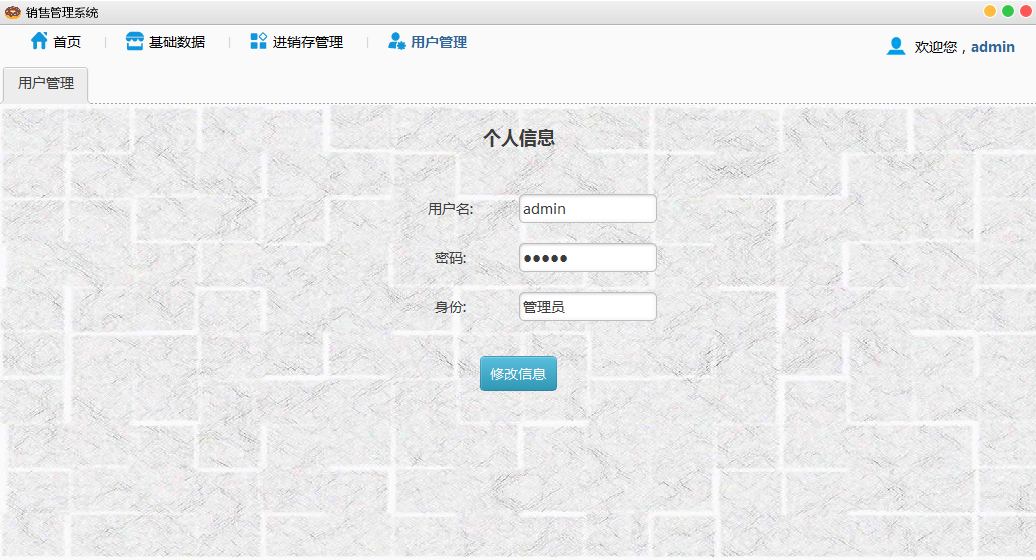 销售管理系统
首页
基础数据
进销存管理
用户管理
欢迎您，admin
用户管理
个人信息
用户名: admin
密码: ●●●●●
身份: 管理员
修改信息